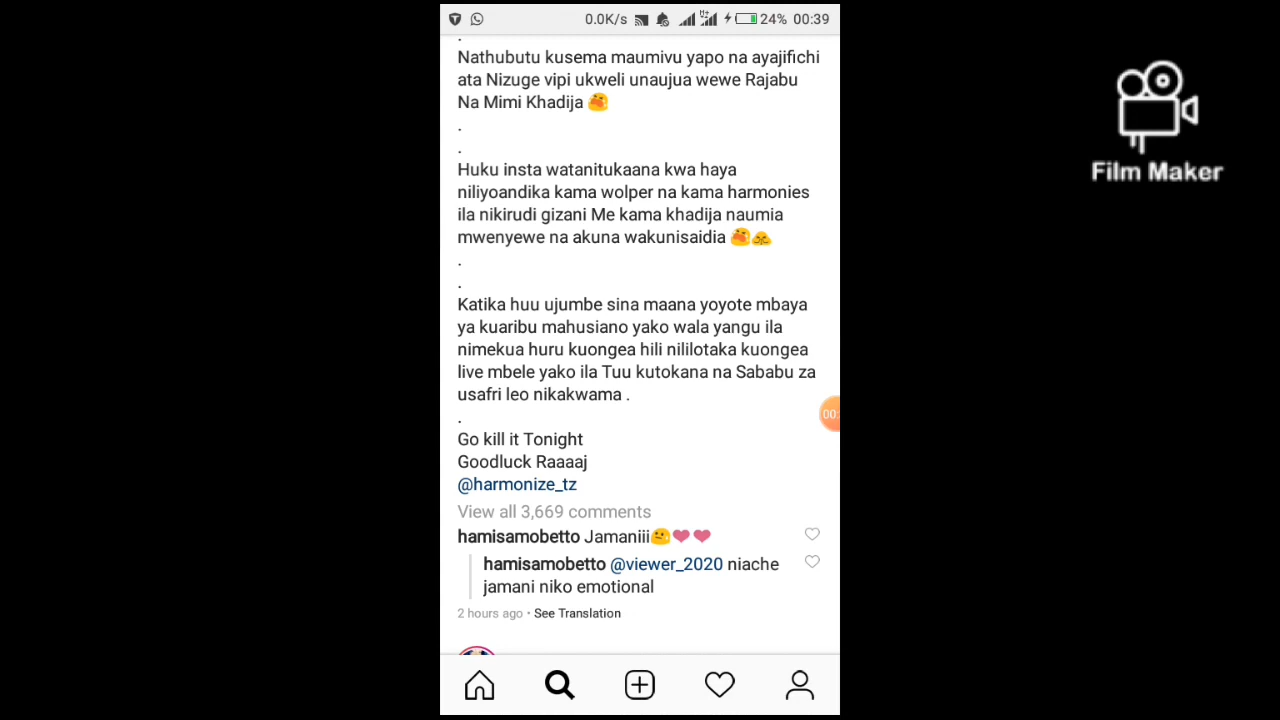 0.0K/s 24% 00:39
.
Nathubutu kusema maumivu yapo na ayajifichi
ata Nizuge vipi ukweli unaujua wewe Rajabu
Na Mimi Khadija
.
.
Huku insta watanitukaana kwa haya
niliyoandika kama wolper na kama harmonies
ila nikirudi gizani Me kama khadija naumia
mwenyewe na akuna wakunisaidia
.
.
Katika huu ujumbe sina maana yoyote mbaya
ya kuaribu mahusiano yako wala yangu ila
nimekua huru kuongea hili nililotaka kuongea
live mbele yako ila Tuu kutokana na Sababu za
usafri leo nikakwama .
.
Go kill it Tonight
Goodluck Raaaaj
@harmonize_tz
View all 3,669 comments
hamisamobetto Jamaniii
hamisamobetto @viewer_2020 niache
jamani niko emotional
2 hours ago • See Translation
Film Maker